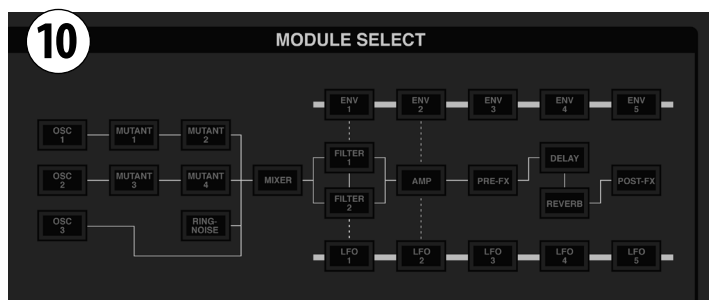 10
MODULE SELECT
ENV
1
ENV
2
ENV
3
ENV
4
ENV
5
OSC
1
MUTANT
1
MUTANT
2
FILTER
1
DELAY
OSC
2
MUTANT
3
MUTANT
4
MIXER
AMP
PRE-FX
POST-FX
FILTER
2
REVERB
OSC
3
RING-
NOISE
LFO
1
LFO
2
LFO
3
LFO
4
LFO
5